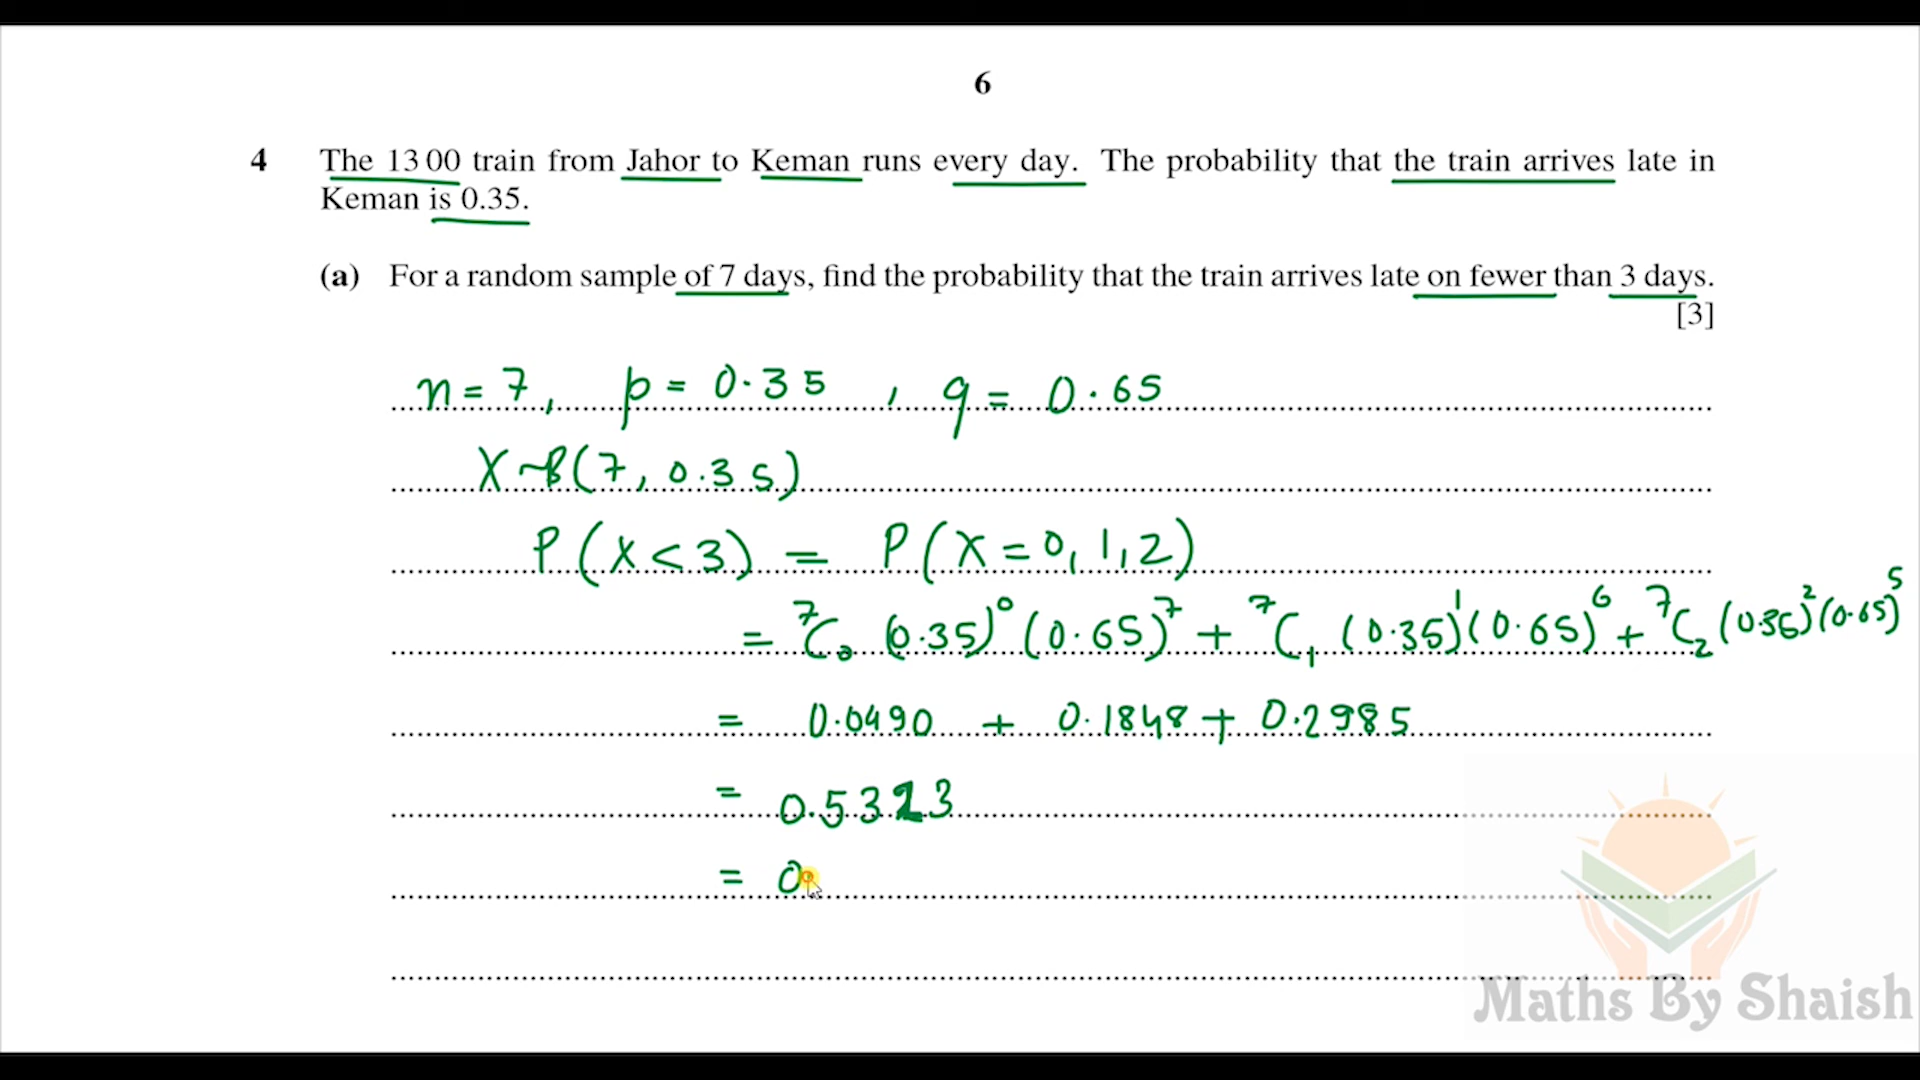 6
4 The 13 00 train from Jahor to Keman runs every day. The probability that the train arrives late in
Keman is 0.35.
(a) For a random sample of 7 days, find the probability that the train arrives late on fewer than 3 days.
[3]
n = 7, p = 0.35, q = 0.65
X ~ B(7, 0.35)
P(X < 3) = P(X = 0, 1, 2)
= ⁷C₀ (0.35)⁰ (0.65)⁷ + ⁷C₁ (0.35)¹ (0.65)⁶ + ⁷C₂ (0.35)² (0.65)⁵
= 0.0490 + 0.1848 + 0.2985
= 0.5323
= 0
Maths By Shaish